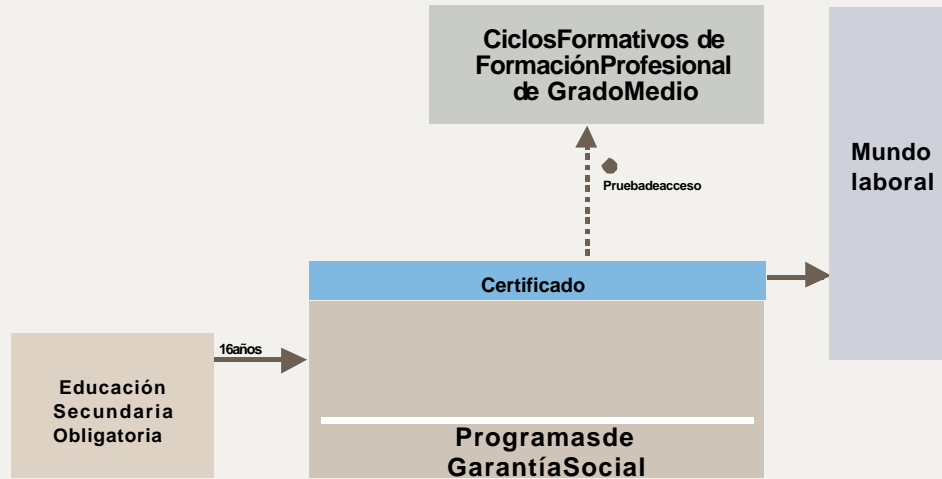 CiclosFormativos de
FormaciónProfesional
de GradoMedio
Mundo
laboral
Pruebadeacceso
Certificado
16años
Educación
Secundaria
Obligatoria
Programasde
GarantíaSocial